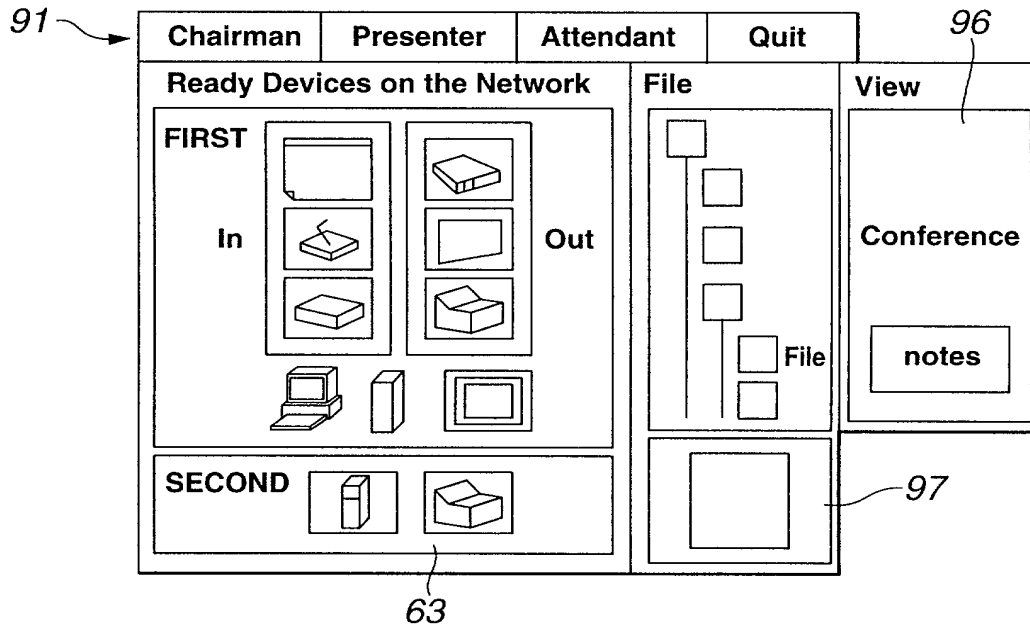 91
Chairman Presenter Attendant Quit
96
Ready Devices on the Network
File
View
FIRST
In
Out
File
Conference
notes
SECOND
97
63